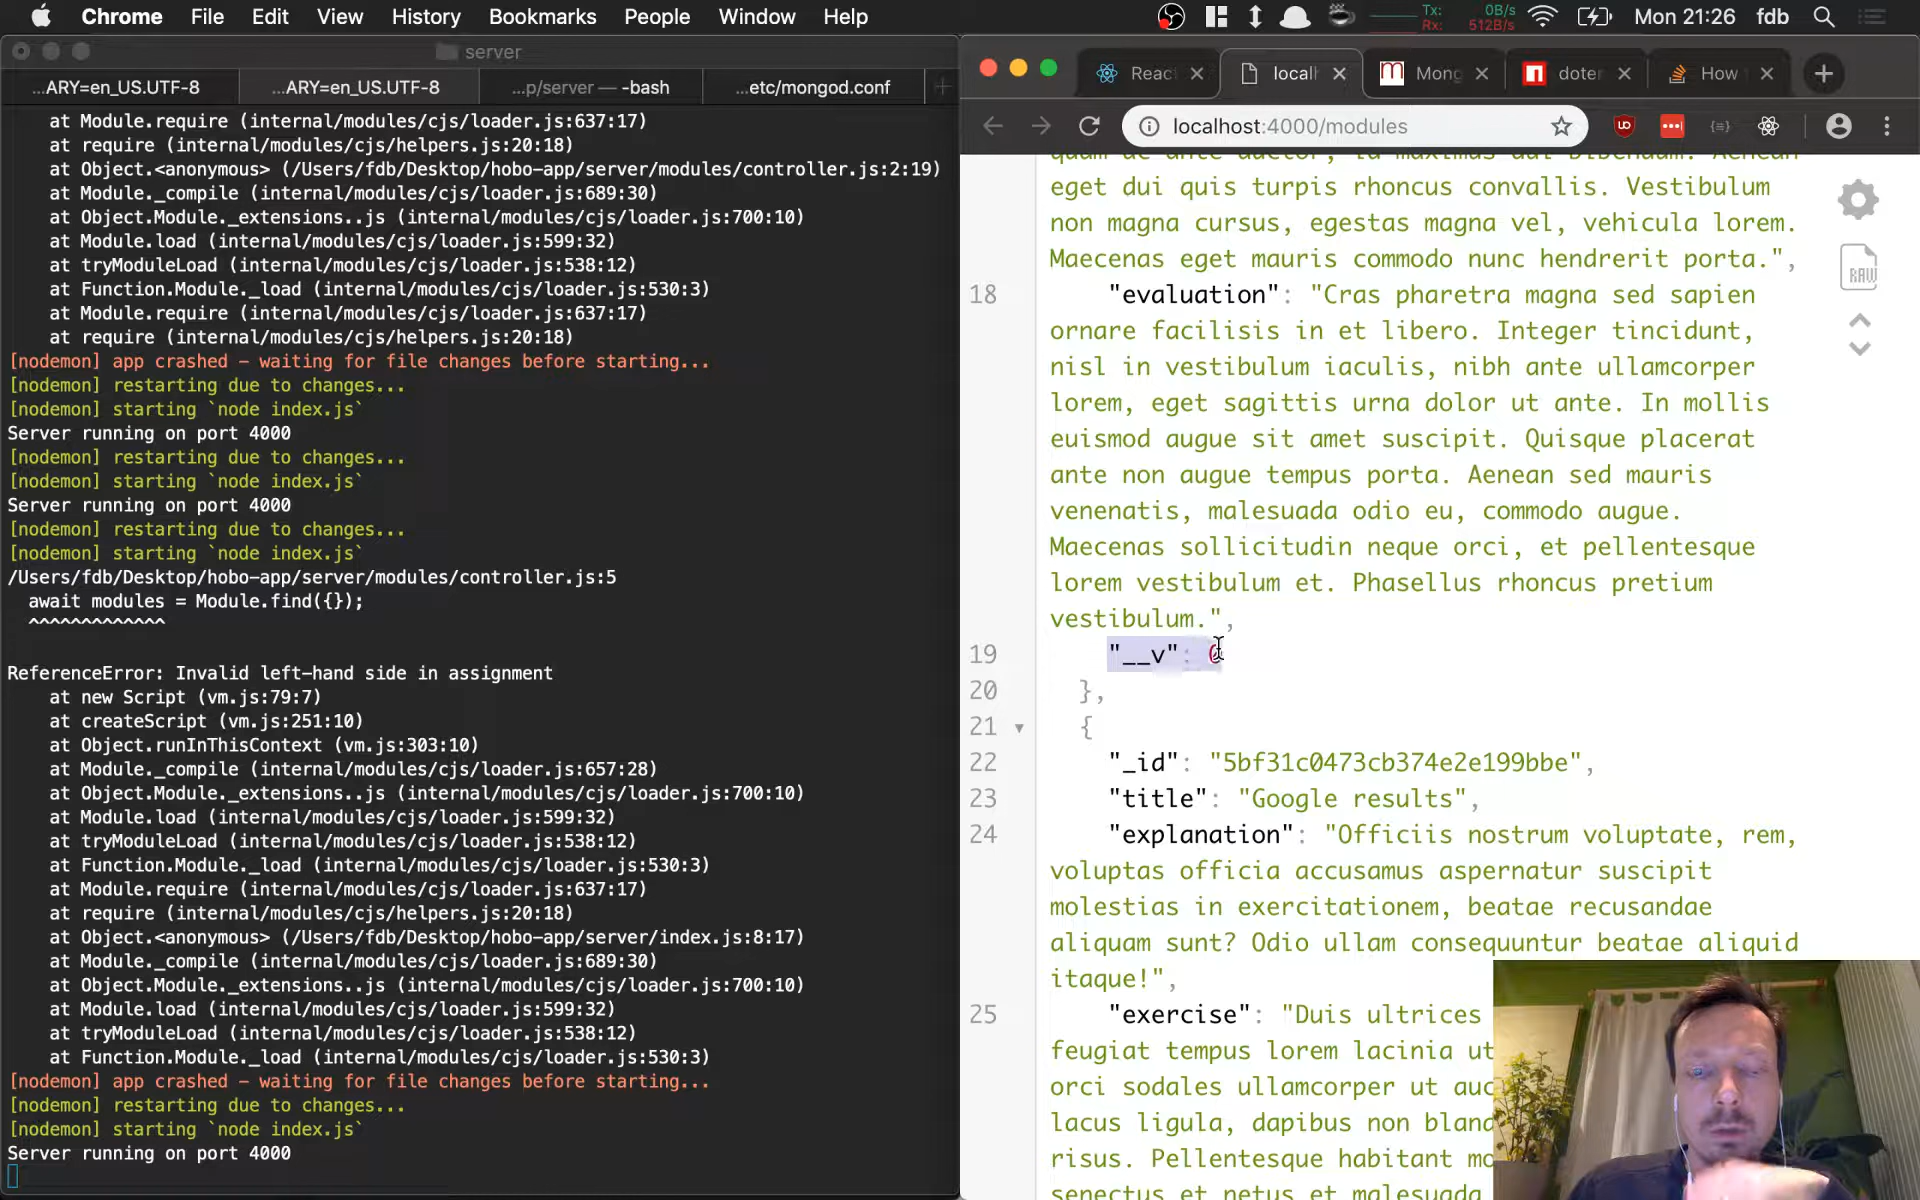 Chrome File Edit View History Bookmarks People Window Help
Tx: 0B/s
Rx: 512B/s
Mon 21:26 fdb
server
...ARY=en_US.UTF-8 ...ARY=en_US.UTF-8 ...p/server — -bash ...etc/mongod.conf
at Module.require (internal/modules/cjs/loader.js:637:17)
at require (internal/modules/cjs/helpers.js:20:18)
at Object.<anonymous> (/Users/fdb/Desktop/hobo-app/server/modules/controller.js:2:19)
at Module._compile (internal/modules/cjs/loader.js:689:30)
at Object.Module._extensions..js (internal/modules/cjs/loader.js:700:10)
at Module.load (internal/modules/cjs/loader.js:599:32)
at tryModuleLoad (internal/modules/cjs/loader.js:538:12)
at Function.Module._load (internal/modules/cjs/loader.js:530:3)
at Module.require (internal/modules/cjs/loader.js:637:17)
at require (internal/modules/cjs/helpers.js:20:18)
[nodemon] app crashed - waiting for file changes before starting...
[nodemon] restarting due to changes...
[nodemon] starting `node index.js`
Server running on port 4000
[nodemon] restarting due to changes...
[nodemon] starting `node index.js`
Server running on port 4000
[nodemon] restarting due to changes...
[nodemon] starting `node index.js`
/Users/fdb/Desktop/hobo-app/server/modules/controller.js:5
await modules = Module.find({});
^^^^^^^^^^^^^
ReferenceError: Invalid left-hand side in assignment
at new Script (vm.js:79:7)
at createScript (vm.js:251:10)
at Object.runInThisContext (vm.js:303:10)
at Module._compile (internal/modules/cjs/loader.js:657:28)
at Object.Module._extensions..js (internal/modules/cjs/loader.js:700:10)
at Module.load (internal/modules/cjs/loader.js:599:32)
at tryModuleLoad (internal/modules/cjs/loader.js:538:12)
at Function.Module._load (internal/modules/cjs/loader.js:530:3)
at Module.require (internal/modules/cjs/loader.js:637:17)
at require (internal/modules/cjs/helpers.js:20:18)
at Object.<anonymous> (/Users/fdb/Desktop/hobo-app/server/index.js:8:17)
at Module._compile (internal/modules/cjs/loader.js:689:30)
at Object.Module._extensions..js (internal/modules/cjs/loader.js:700:10)
at Module.load (internal/modules/cjs/loader.js:599:32)
at tryModuleLoad (internal/modules/cjs/loader.js:538:12)
at Function.Module._load (internal/modules/cjs/loader.js:530:3)
[nodemon] app crashed - waiting for file changes before starting...
[nodemon] restarting due to changes...
[nodemon] starting `node index.js`
Server running on port 4000
React local Mong doter How
localhost:4000/modules
eget dui quis turpis rhoncus convallis. Vestibulum
non magna cursus, egestas magna vel, vehicula lorem.
Maecenas eget mauris commodo nunc hendrerit porta.",
18 "evaluation": "Cras pharetra magna sed sapien
ornare facilisis in et libero. Integer tincidunt,
nisl in vestibulum iaculis, nibh ante ullamcorper
lorem, eget sagittis urna dolor ut ante. In mollis
euismod augue sit amet suscipit. Quisque placerat
ante non augue tempus porta. Aenean sed mauris
venenatis, malesuada odio eu, commodo augue.
Maecenas sollicitudin neque orci, et pellentesque
lorem vestibulum et. Phasellus rhoncus pretium
vestibulum.",
19 "__v": 0
20 },
21 {
22 "_id": "5bf31c0473cb374e2e199bbe",
23 "title": "Google results",
24 "explanation": "Officiis nostrum voluptate, rem,
voluptas officia accusamus aspernatur suscipit
molestias in exercitationem, beatae recusandae
aliquam sunt? Odio ullam consequuntur beatae aliquid
itaque!",
25 "exercise": "Duis ultrices
feugiat tempus lorem lacinia ut
orci sodales ullamcorper ut auc
lacus ligula, dapibus non bland
risus. Pellentesque habitant mo
senectus et netus et malesuada
RAW